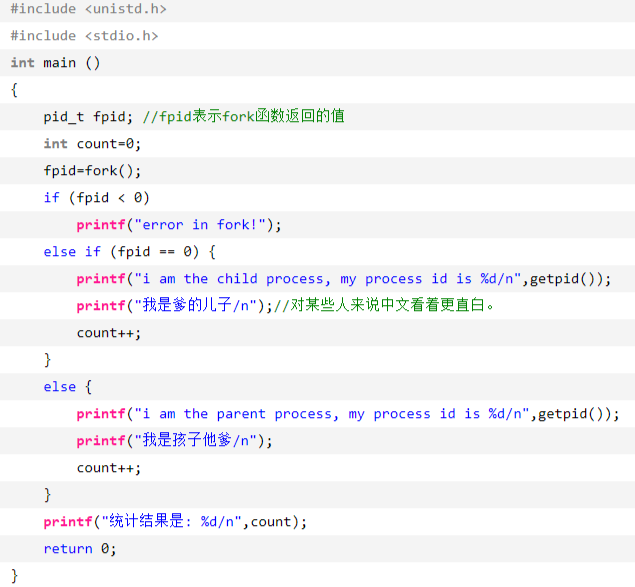 #include <unistd.h>
#include <stdio.h>
int main ()
{
    pid_t fpid; //fpid表示fork函数返回的值
    int count=0;
    fpid=fork();
    if (fpid < 0)
        printf("error in fork!");
    else if (fpid == 0) {
        printf("i am the child process, my process id is %d/n",getpid());
        printf("我是爹的儿子/n");//对某些人来说中文看着更直白。
        count++;
    }
    else {
        printf("i am the parent process, my process id is %d/n",getpid());
        printf("我是孩子他爹/n");
        count++;
    }
    printf("统计结果是: %d/n",count);
    return 0;
}